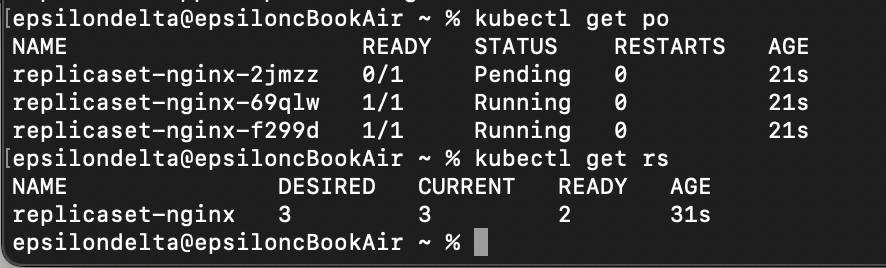 [epsilondelta@epsiloncBookAir ~ % kubectl get po
NAME READY STATUS RESTARTS AGE
replicaset-nginx-2jmzz 0/1 Pending 0 21s
replicaset-nginx-69qlw 1/1 Running 0 21s
replicaset-nginx-f299d 1/1 Running 0 21s
[epsilondelta@epsiloncBookAir ~ % kubectl get rs
NAME DESIRED CURRENT READY AGE
replicaset-nginx 3 3 2 31s
epsilondelta@epsiloncBookAir ~ %